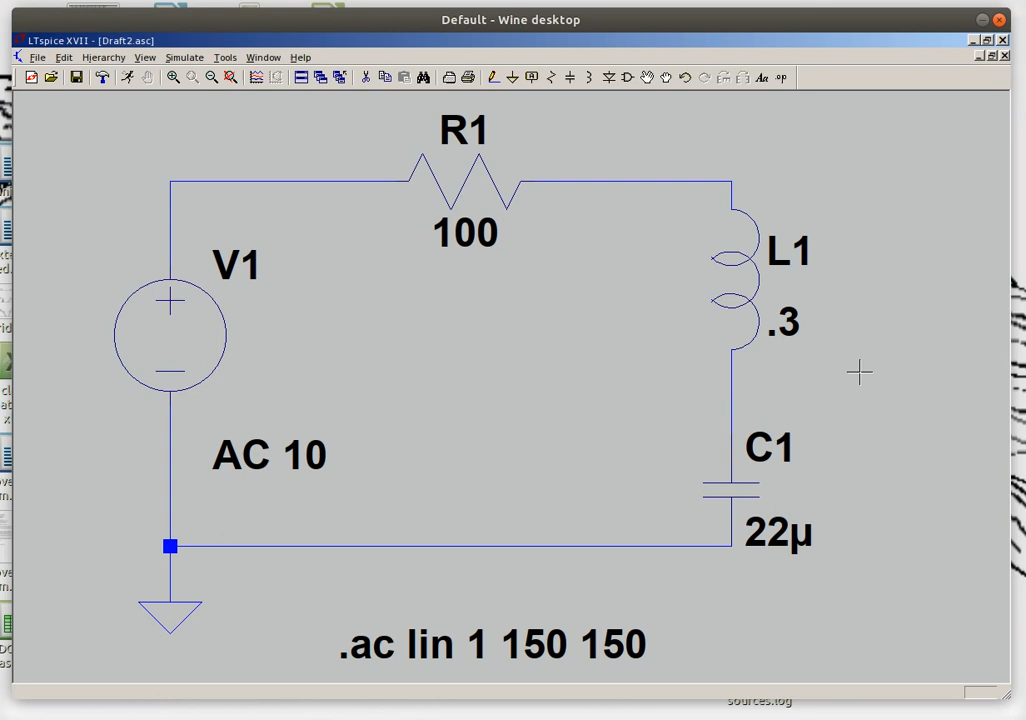 Default - Wine desktop
LTspice XVII - [Draft2.asc]
File Edit Hierarchy View Simulate Tools Window Help
R1
100
V1
L1
.3
AC 10
C1
22µ
.ac lin 1 150 150
sources.log